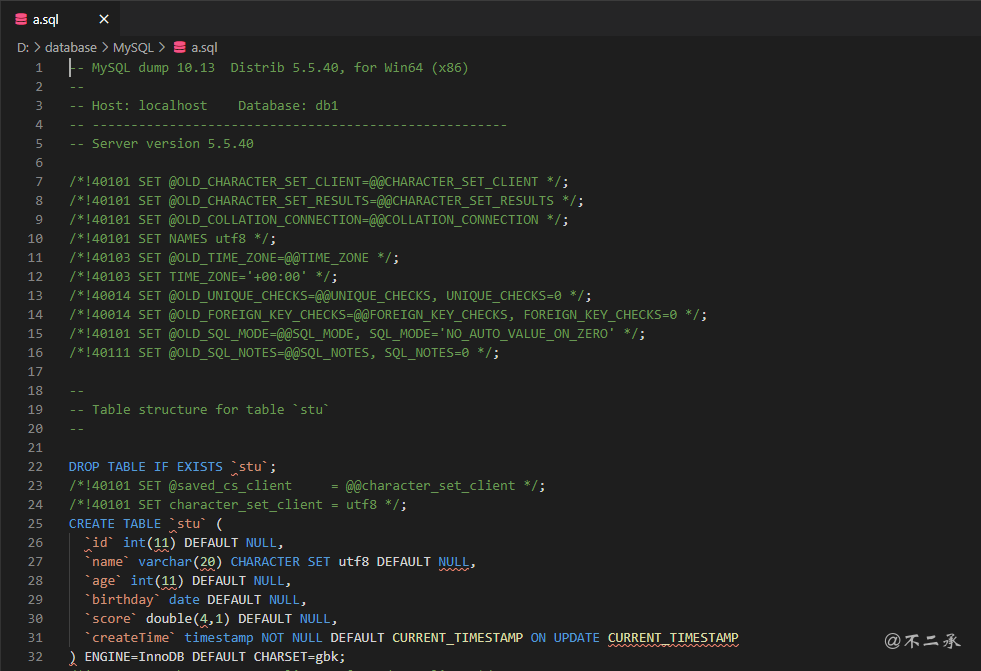 a.sql
D: > database > MySQL > a.sql
1 -- MySQL dump 10.13  Distrib 5.5.40, for Win64 (x86)
2 --
3 -- Host: localhost    Database: db1
4 -- ------------------------------------------------------
5 -- Server version 5.5.40
6
7 /*!40101 SET @OLD_CHARACTER_SET_CLIENT=@@CHARACTER_SET_CLIENT */;
8 /*!40101 SET @OLD_CHARACTER_SET_RESULTS=@@CHARACTER_SET_RESULTS */;
9 /*!40101 SET @OLD_COLLATION_CONNECTION=@@COLLATION_CONNECTION */;
10 /*!40101 SET NAMES utf8 */;
11 /*!40103 SET @OLD_TIME_ZONE=@@TIME_ZONE */;
12 /*!40103 SET TIME_ZONE='+00:00' */;
13 /*!40014 SET @OLD_UNIQUE_CHECKS=@@UNIQUE_CHECKS, UNIQUE_CHECKS=0 */;
14 /*!40014 SET @OLD_FOREIGN_KEY_CHECKS=@@FOREIGN_KEY_CHECKS, FOREIGN_KEY_CHECKS=0 */;
15 /*!40101 SET @OLD_SQL_MODE=@@SQL_MODE, SQL_MODE='NO_AUTO_VALUE_ON_ZERO' */;
16 /*!40111 SET @OLD_SQL_NOTES=@@SQL_NOTES, SQL_NOTES=0 */;
17
18 --
19 -- Table structure for table `stu`
20 --
21
22 DROP TABLE IF EXISTS `stu`;
23 /*!40101 SET @saved_cs_client     = @@character_set_client */;
24 /*!40101 SET character_set_client = utf8 */;
25 CREATE TABLE `stu` (
26   `id` int(11) DEFAULT NULL,
27   `name` varchar(20) CHARACTER SET utf8 DEFAULT NULL,
28   `age` int(11) DEFAULT NULL,
29   `birthday` date DEFAULT NULL,
30   `score` double(4,1) DEFAULT NULL,
31   `createTime` timestamp NOT NULL DEFAULT CURRENT_TIMESTAMP ON UPDATE CURRENT_TIMESTAMP
32 ) ENGINE=InnoDB DEFAULT CHARSET=gbk;
@不二承